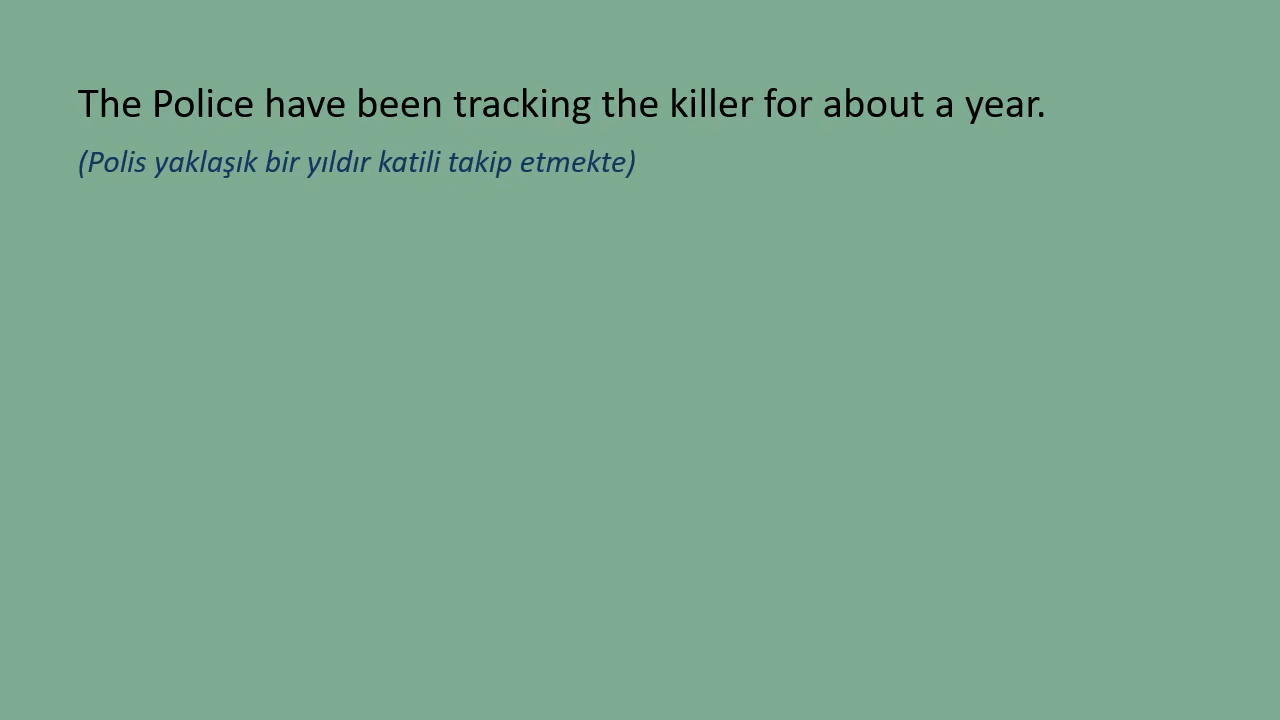 The Police have been tracking the killer for about a year.
(Polis yaklaşık bir yıldır katili takip etmekte)